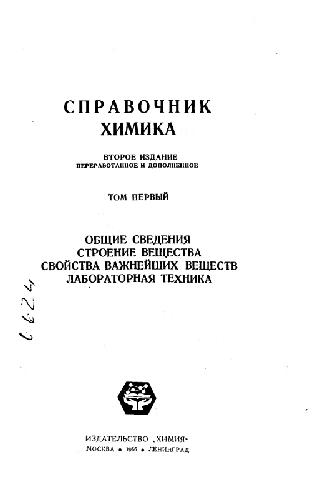 СПРАВОЧНИК
ХИМИКА
ВТОРОЕ ИЗДАНИЕ
ПЕРЕРАБОТАННОЕ И ДОПОЛНЕННОЕ
ТОМ ПЕРВЫЙ
ОБЩИЕ СВЕДЕНИЯ
СТРОЕНИЕ ВЕЩЕСТВА
СВОЙСТВА ВАЖНЕЙШИХ ВЕЩЕСТВ
ЛАБОРАТОРНАЯ ТЕХНИКА
ИЗДАТЕЛЬСТВО „ХИМИЯ“
МОСКВА • • ЛЕНИНГРАД